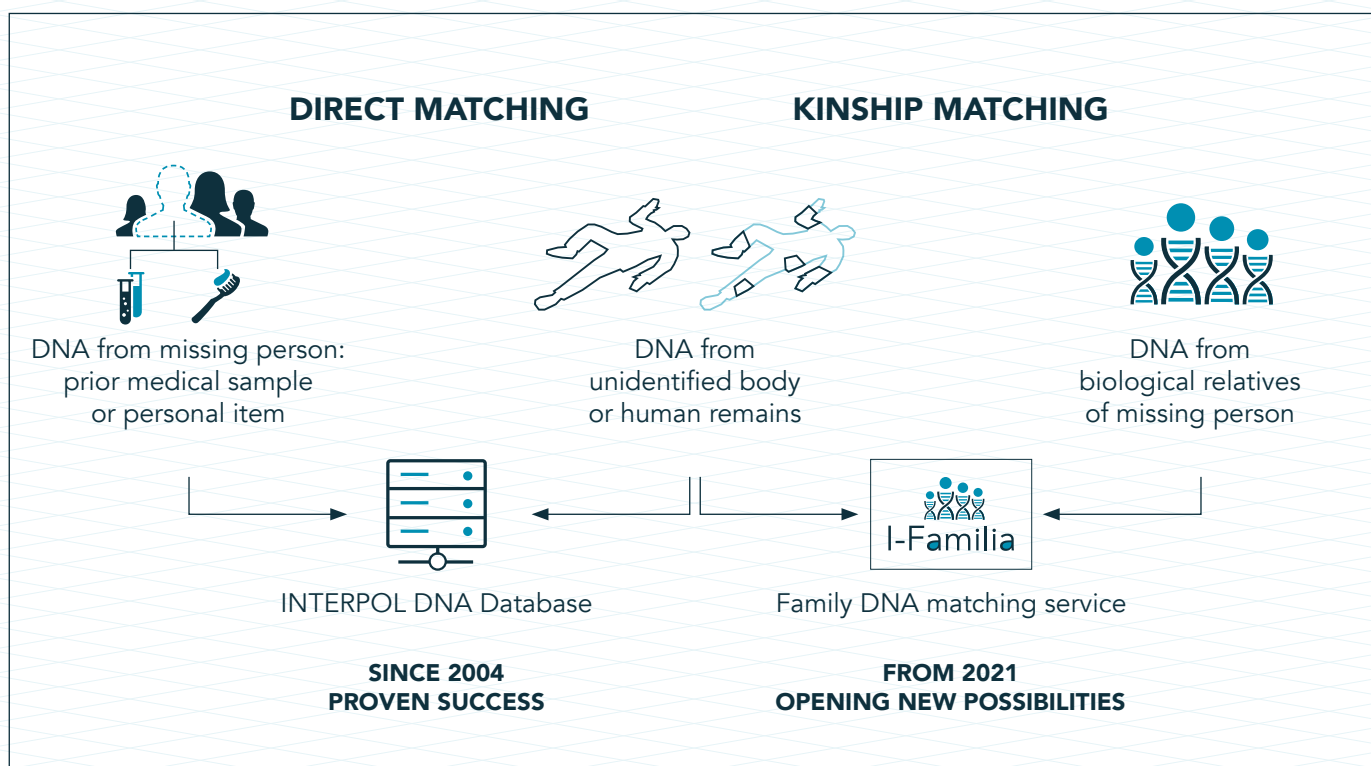 DIRECT MATCHING
KINSHIP MATCHING
DNA from missing person:
prior medical sample
or personal item
DNA from
unidentified body
or human remains
DNA from
biological relatives
of missing person
I-Familia
INTERPOL DNA Database
Family DNA matching service
SINCE 2004
PROVEN SUCCESS
FROM 2021
OPENING NEW POSSIBILITIES